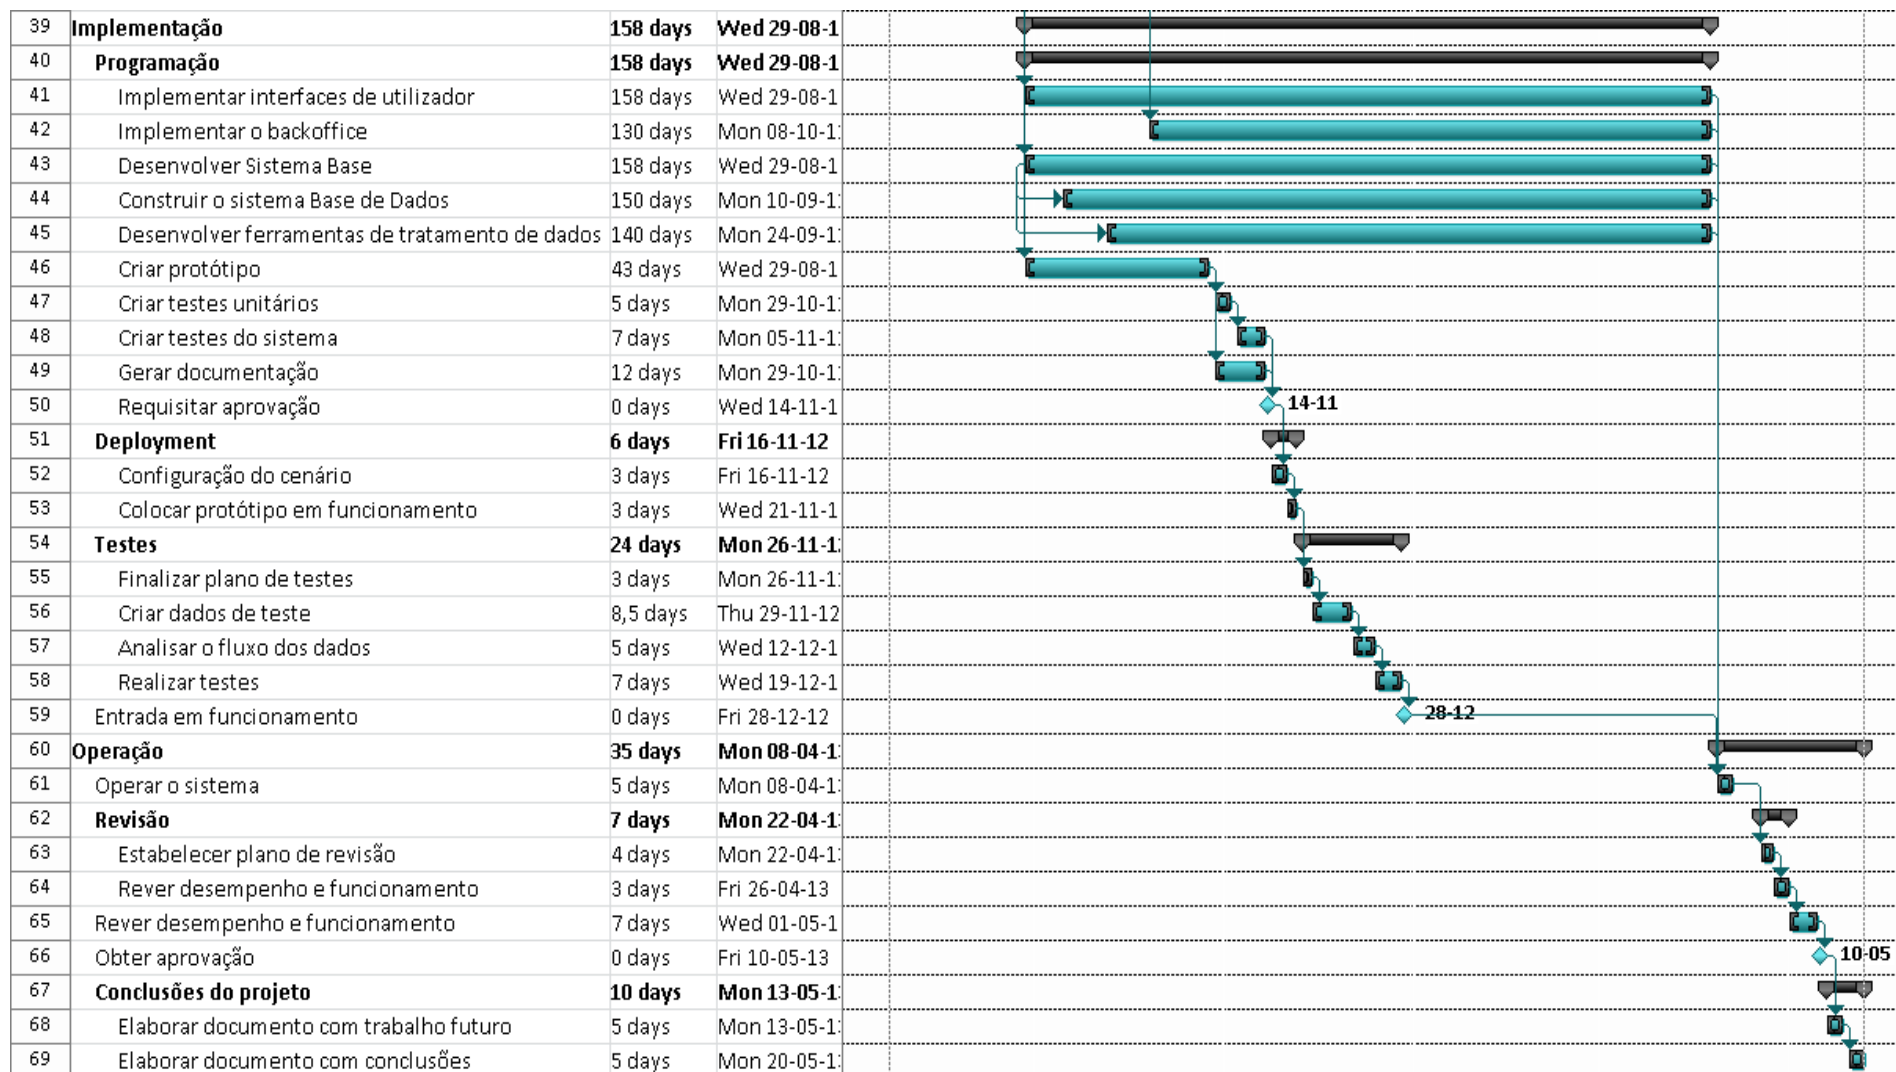 39 Implementação 158 days Wed 29-08-1
40 Programação 158 days Wed 29-08-1
41 Implementar interfaces de utilizador 158 days Wed 29-08-1
42 Implementar o backoffice 130 days Mon 08-10-1
43 Desenvolver Sistema Base 158 days Wed 29-08-1
44 Construir o sistema Base de Dados 150 days Mon 10-09-1
45 Desenvolver ferramentas de tratamento de dados 140 days Mon 24-09-1
46 Criar protótipo 43 days Wed 29-08-1
47 Criar testes unitários 5 days Mon 29-10-1
48 Criar testes do sistema 7 days Mon 05-11-1
49 Gerar documentação 12 days Mon 29-10-1
50 Requisitar aprovação 0 days Wed 14-11-1 14-11
51 Deployment 6 days Fri 16-11-12
52 Configuração do cenário 3 days Fri 16-11-12
53 Colocar protótipo em funcionamento 3 days Wed 21-11-1
54 Testes 24 days Mon 26-11-1
55 Finalizar plano de testes 3 days Mon 26-11-1
56 Criar dados de teste 8,5 days Thu 29-11-12
57 Analisar o fluxo dos dados 5 days Wed 12-12-1
58 Realizar testes 7 days Wed 19-12-1
59 Entrada em funcionamento 0 days Fri 28-12-12 28-12
60 Operação 35 days Mon 08-04-1
61 Operar o sistema 5 days Mon 08-04-1
62 Revisão 7 days Mon 22-04-1
63 Estabelecer plano de revisão 4 days Mon 22-04-1
64 Rever desempenho e funcionamento 3 days Fri 26-04-13
65 Rever desempenho e funcionamento 7 days Wed 01-05-1
66 Obter aprovação 0 days Fri 10-05-13 10-05
67 Conclusões do projeto 10 days Mon 13-05-1
68 Elaborar documento com trabalho futuro 5 days Mon 13-05-1
69 Elaborar documento com conclusões 5 days Mon 20-05-1